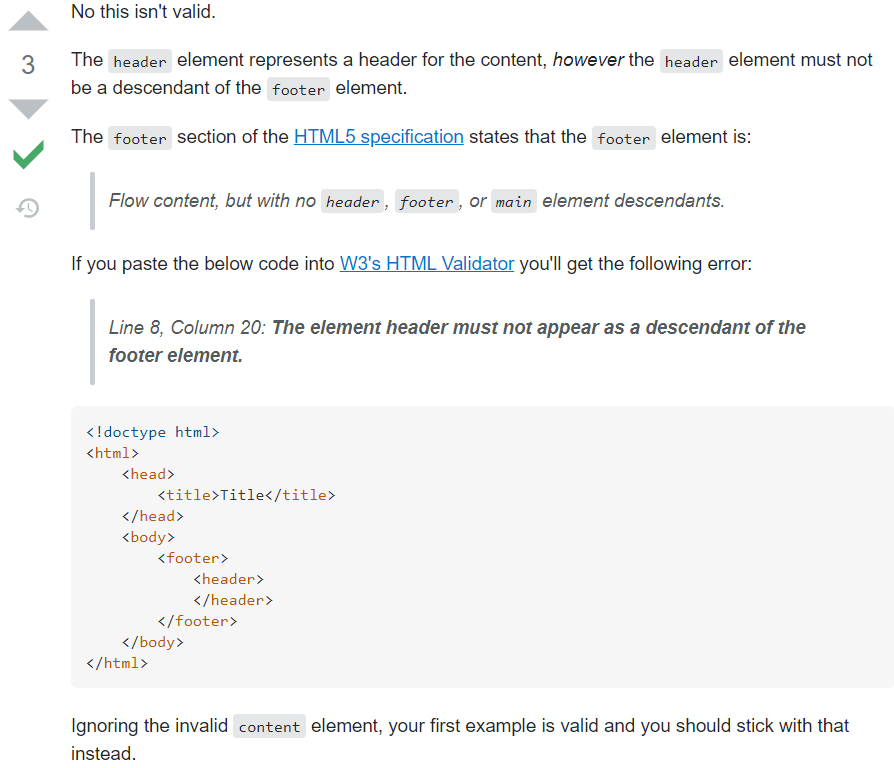 No this isn't valid.
3
The header element represents a header for the content, however the header element must not
be a descendant of the footer element.
The footer section of the HTML5 specification states that the footer element is:
Flow content, but with no header, footer, or main element descendants.
If you paste the below code into W3's HTML Validator you'll get the following error:
Line 8, Column 20: The element header must not appear as a descendant of the
footer element.
<!doctype html>
<html>
    <head>
        <title>Title</title>
    </head>
    <body>
        <footer>
            <header>
            </header>
        </footer>
    </body>
</html>
Ignoring the invalid content element, your first example is valid and you should stick with that
instead.